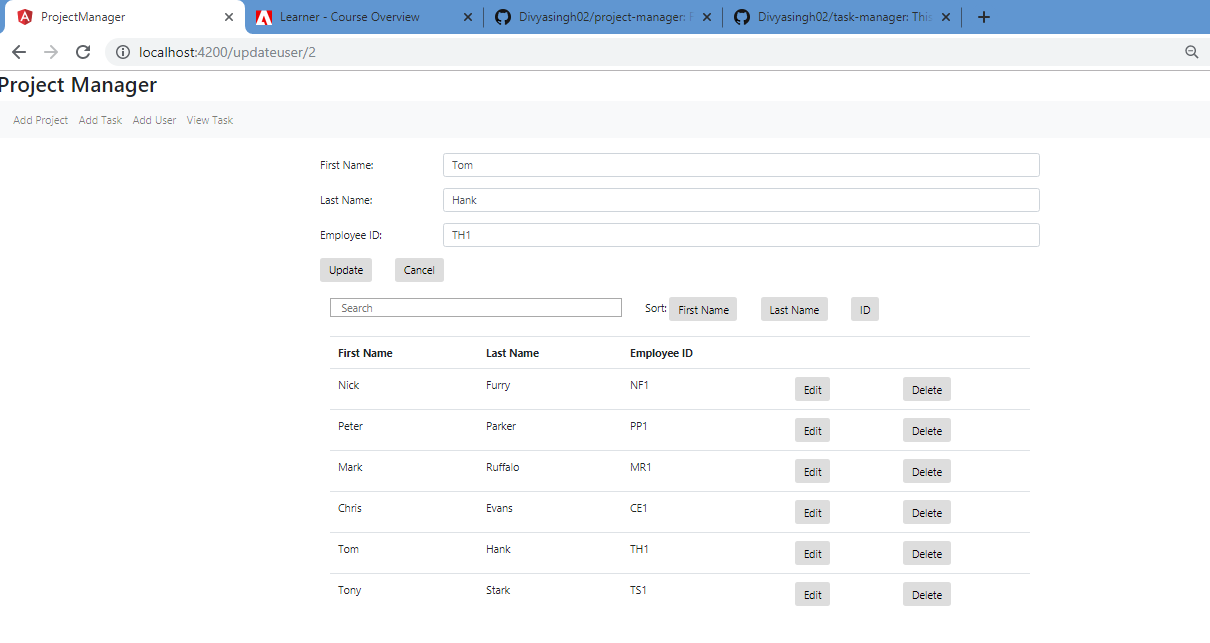 ProjectManager
Learner - Course Overview
Divyasingh02/project-manager:
Divyasingh02/task-manager: This
localhost:4200/updateuser/2
Project Manager
Add Project Add Task Add User View Task
First Name: Tom
Last Name: Hank
Employee ID: TH1
Update Cancel
Search Sort: First Name Last Name ID
First Name Last Name Employee ID
Nick Furry NF1 Edit Delete
Peter Parker PP1 Edit Delete
Mark Ruffalo MR1 Edit Delete
Chris Evans CE1 Edit Delete
Tom Hank TH1 Edit Delete
Tony Stark TS1 Edit Delete